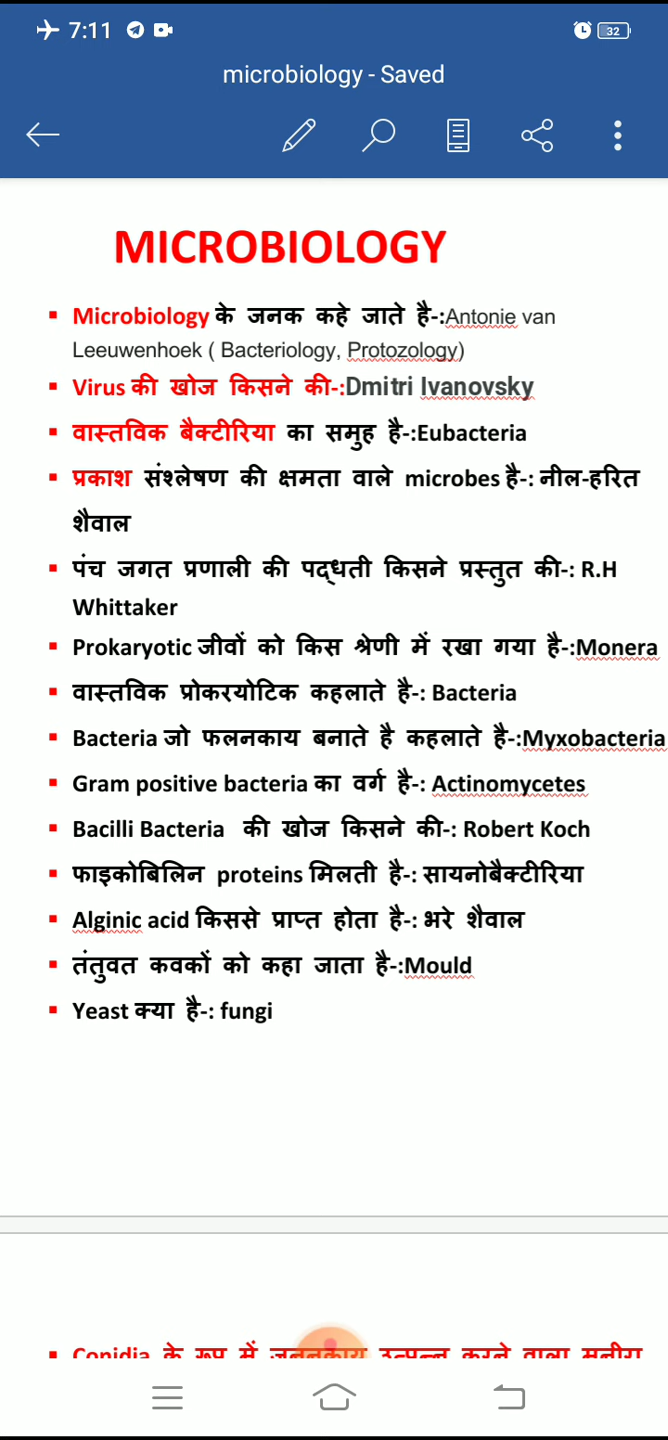 7:11
32
microbiology - Saved
MICROBIOLOGY
▪ Microbiology के जनक कहे जाते है-:Antonie van
Leeuwenhoek ( Bacteriology, Protozology)
▪ Virus की खोज किसने की-:Dmitri Ivanovsky
▪ वास्तविक बैक्टीरिया का समुह है-:Eubacteria
▪ प्रकाश संश्लेषण की क्षमता वाले microbes है-: नील-हरित
शैवाल
▪ पंच जगत प्रणाली की पद्धती किसने प्रस्तुत की-: R.H
Whittaker
▪ Prokaryotic जीवों को किस श्रेणी में रखा गया है-:Monera
▪ वास्तविक प्रोकरयोटिक कहलाते है-: Bacteria
▪ Bacteria जो फलनकाय बनाते है कहलाते है-:Myxobacteria
▪ Gram positive bacteria का वर्ग है-: Actinomycetes
▪ Bacilli Bacteria की खोज किसने की-: Robert Koch
▪ फाइकोबिलिन proteins मिलती है-: सायनोबैक्टीरिया
▪ Alginic acid किससे प्राप्त होता है-: भरे शैवाल
▪ तंतुवत कवकों को कहा जाता है-:Mould
▪ Yeast क्या है-: fungi
▪ Conidia के रूप में उत्पन्न करने वाला